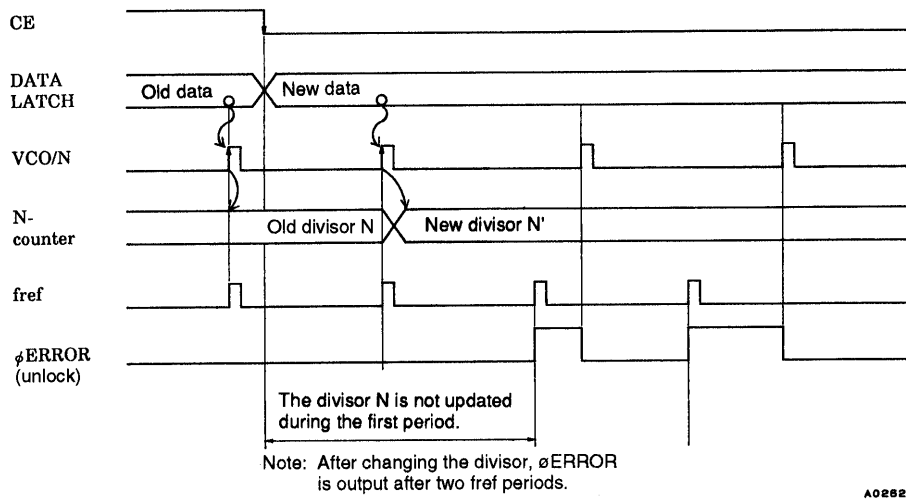 CE
DATA
LATCH
Old data
New data
VCO/N
N-
counter
Old divisor N
New divisor N'
fref
øERROR
(unlock)
The divisor N is not updated
during the first period.
Note: After changing the divisor, øERROR
is output after two fref periods.
A0262